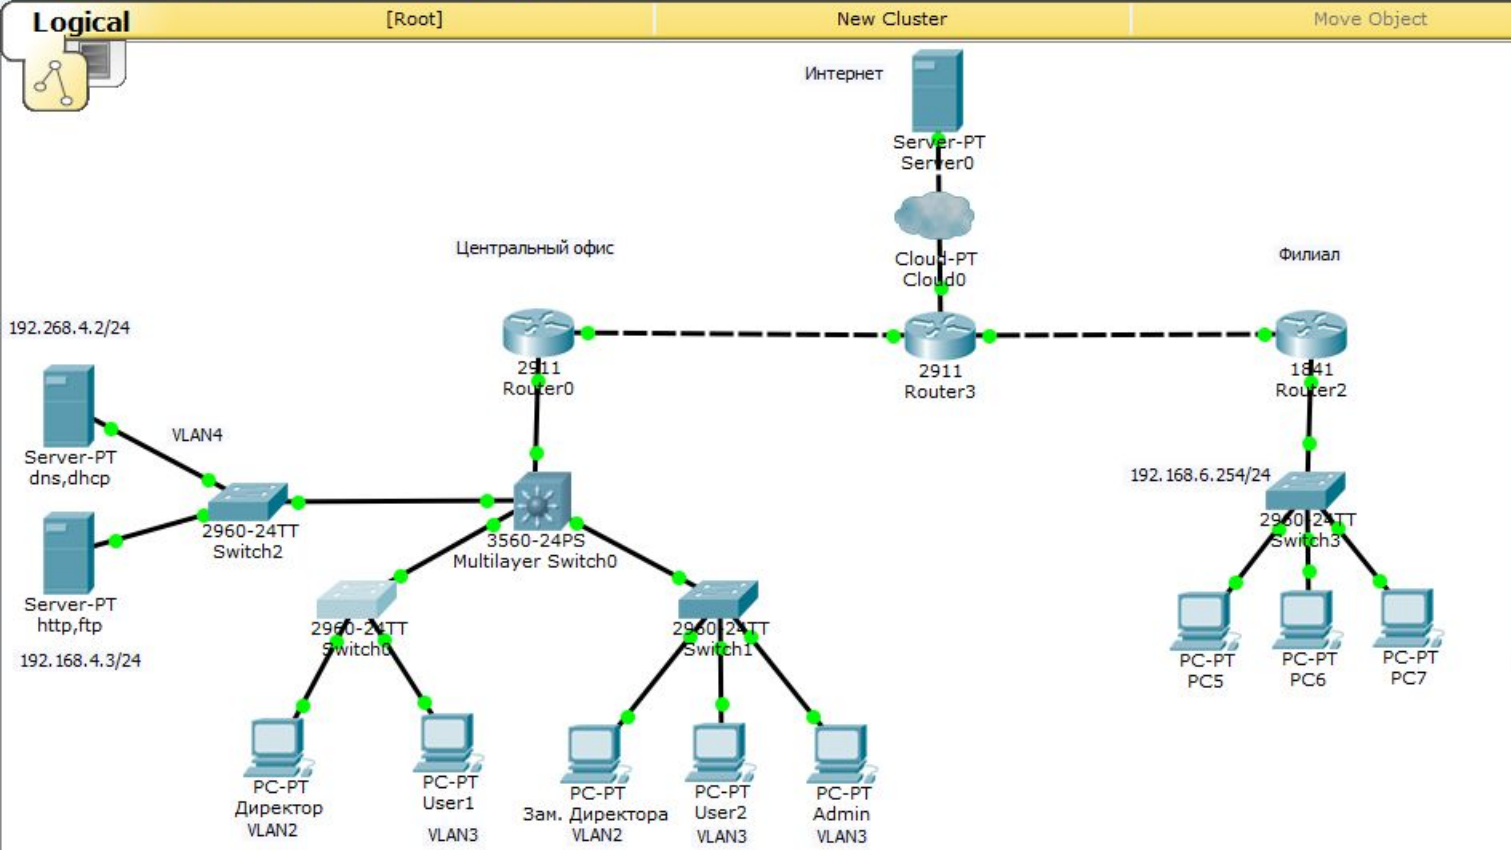 Logical
[Root]
New Cluster
Move Object
Интернет
Server-PT
Server0
Cloud-PT
Cloud0
Центральный офис
Филиал
192.268.4.2/24
2911
Router0
2911
Router3
1841
Router2
VLAN4
Server-PT
dns,dhcp
192.168.6.254/24
2960-24TT
Switch2
3560-24PS
Multilayer Switch0
2960-24TT
Switch3
Server-PT
http,ftp
192.168.4.3/24
2960-24TT
Switch0
2960-24TT
Switch1
PC-PT
PC5
PC-PT
PC6
PC-PT
PC7
PC-PT
Директор
VLAN2
PC-PT
User1
VLAN3
PC-PT
Зам. Директора
VLAN2
PC-PT
User2
VLAN3
PC-PT
Admin
VLAN3